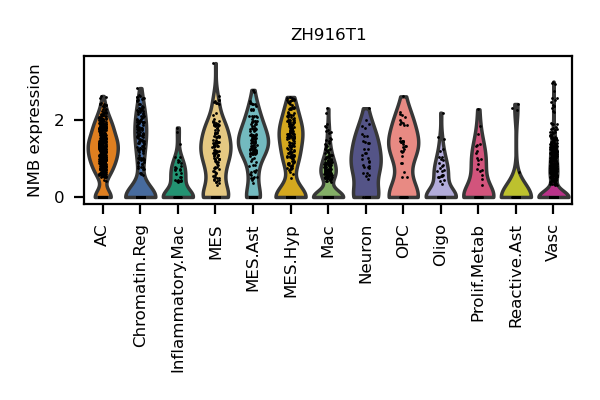 ZH916T1
NMB expression
2
0
AC
Chromatin.Reg
Inflammatory.Mac
MES
MES.Ast
MES.Hyp
Mac
Neuron
OPC
Oligo
Prolif.Metab
Reactive.Ast
Vasc